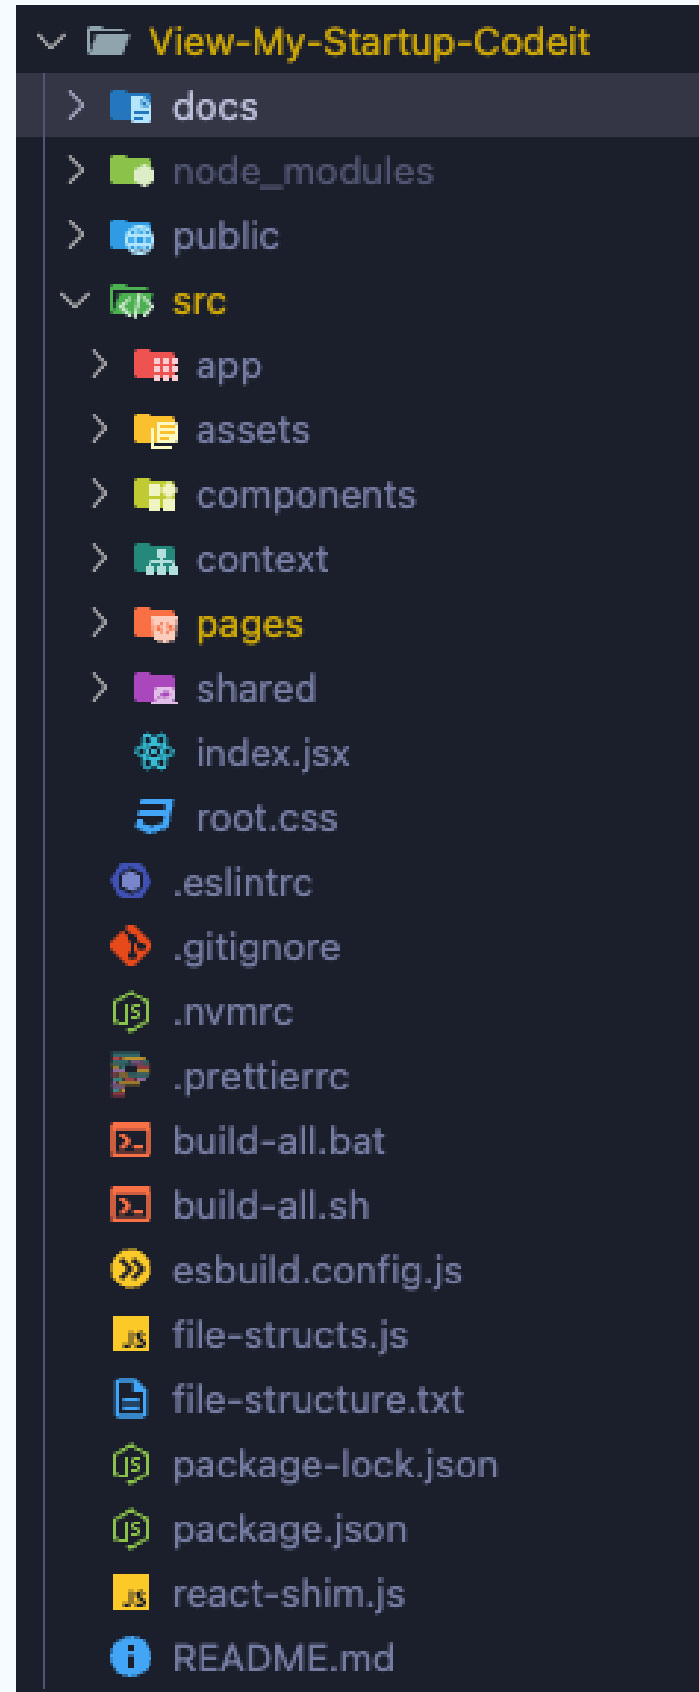 View-My-Startup-Codeit
docs
node_modules
public
src
app
assets
components
context
pages
shared
index.jsx
root.css
.eslintrc
.gitignore
.nvmrc
.prettierrc
build-all.bat
build-all.sh
esbuild.config.js
file-structs.js
file-structure.txt
package-lock.json
package.json
react-shim.js
README.md